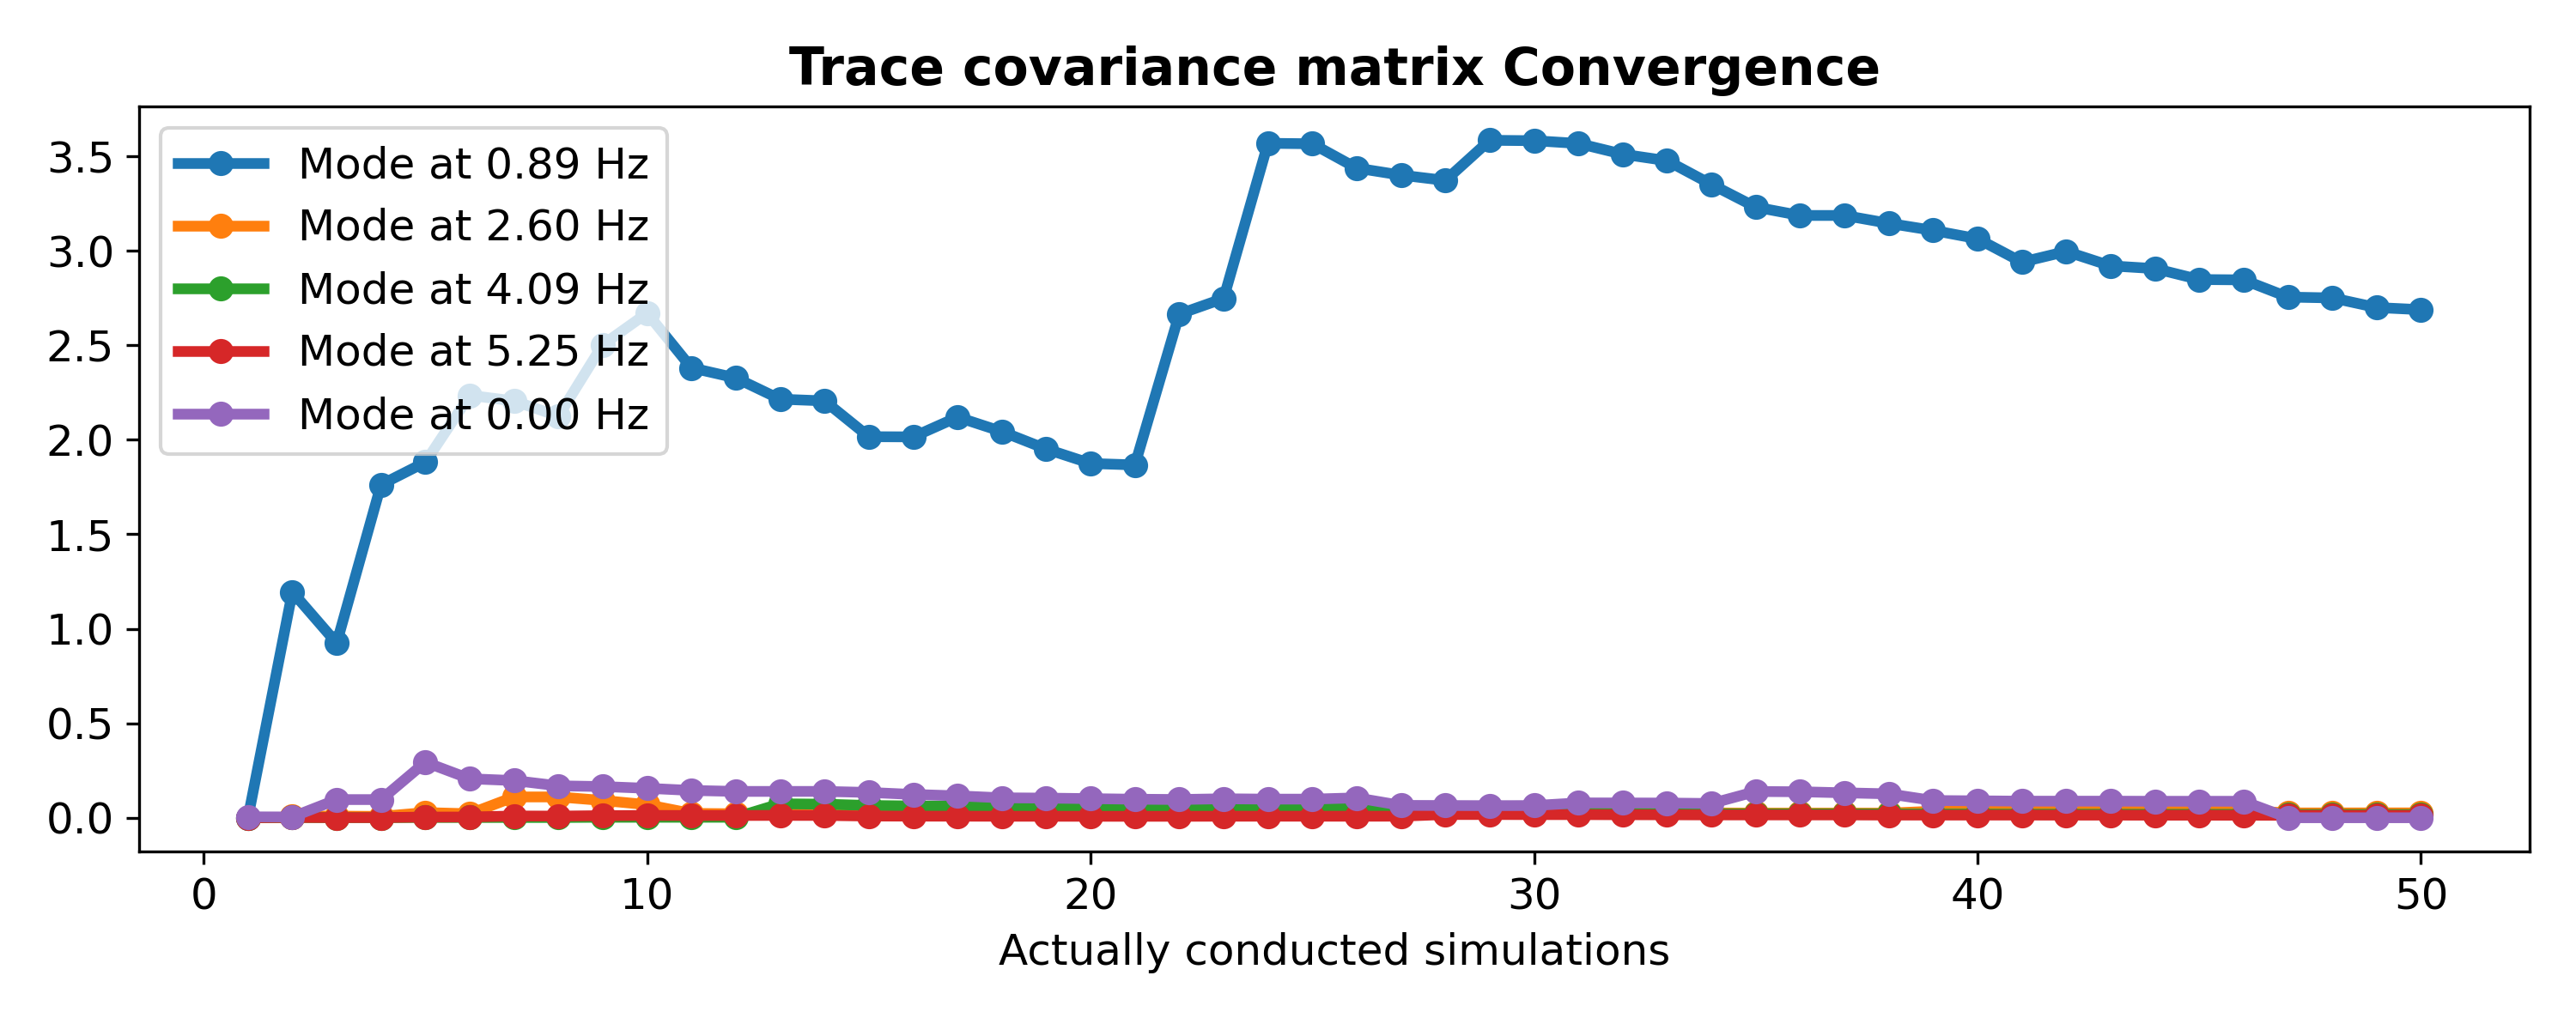 Trace covariance matrix Convergence
3.5
3.0
2.5
2.0
1.5
1.0
0.5
0.0
Mode at 0.89 Hz
Mode at 2.60 Hz
Mode at 4.09 Hz
Mode at 5.25 Hz
Mode at 0.00 Hz
0 10 20 30 40 50
Actually conducted simulations